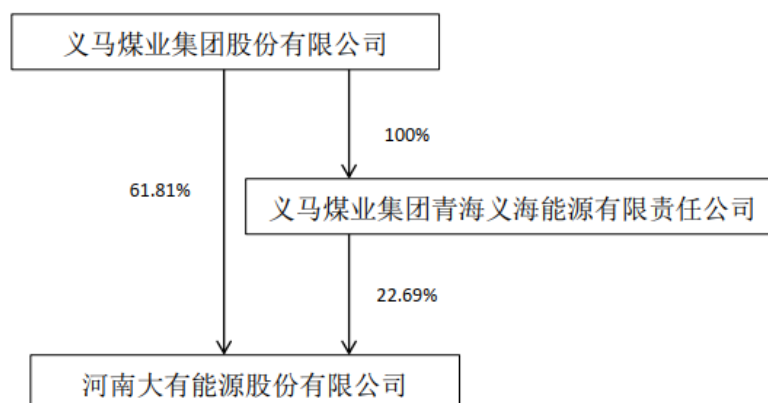 义马煤业集团股份有限公司
100%
61.81%
义马煤业集团青海义海能源有限责任公司
22.69%
河南大有能源股份有限公司